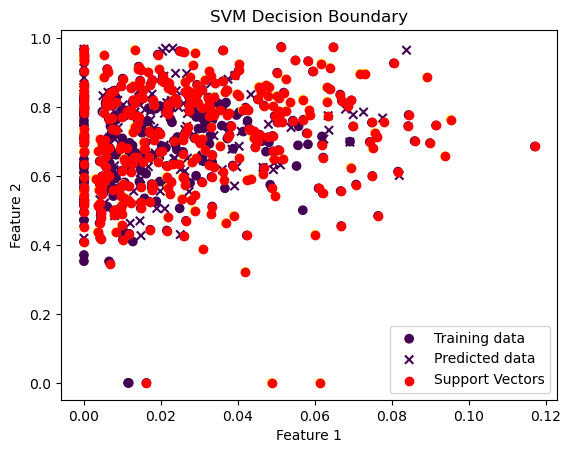 SVM Decision Boundary
1.0
0.8
0.6
0.4
0.2
0.0
Feature 2
Training data
Predicted data
Support Vectors
0.00 0.02 0.04 0.06 0.08 0.10 0.12
Feature 1